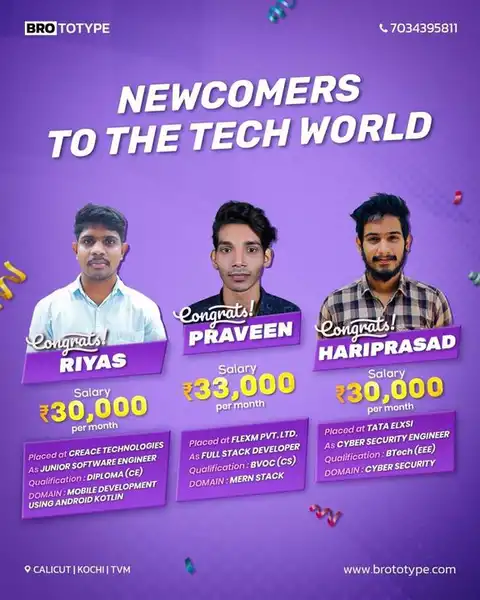 BROTOTYPE
7034395811
NEWCOMERS
TO THE TECH WORLD
Congrats!
RIYAS
Salary
₹30,000
per month
Placed at CREACE TECHNOLOGIES
As JUNIOR SOFTWARE ENGINEER
Qualification : DIPLOMA (CE)
DOMAIN : MOBILE DEVELOPMENT
USING ANDROID KOTLIN
Congrats!
PRAVEEN
Salary
₹33,000
per month
Placed at FLEXM PVT.LTD.
As FULL STACK DEVELOPER
Qualification : BVOC (CS)
DOMAIN : MERN STACK
Congrats!
HARIPRASAD
Salary
₹30,000
per month
Placed at TATA ELXSI
As CYBER SECURITY ENGINEER
Qualification : BTech (EEE)
DOMAIN : CYBER SECURITY
CALICUT | KOCHI | TVM
www.brototype.com